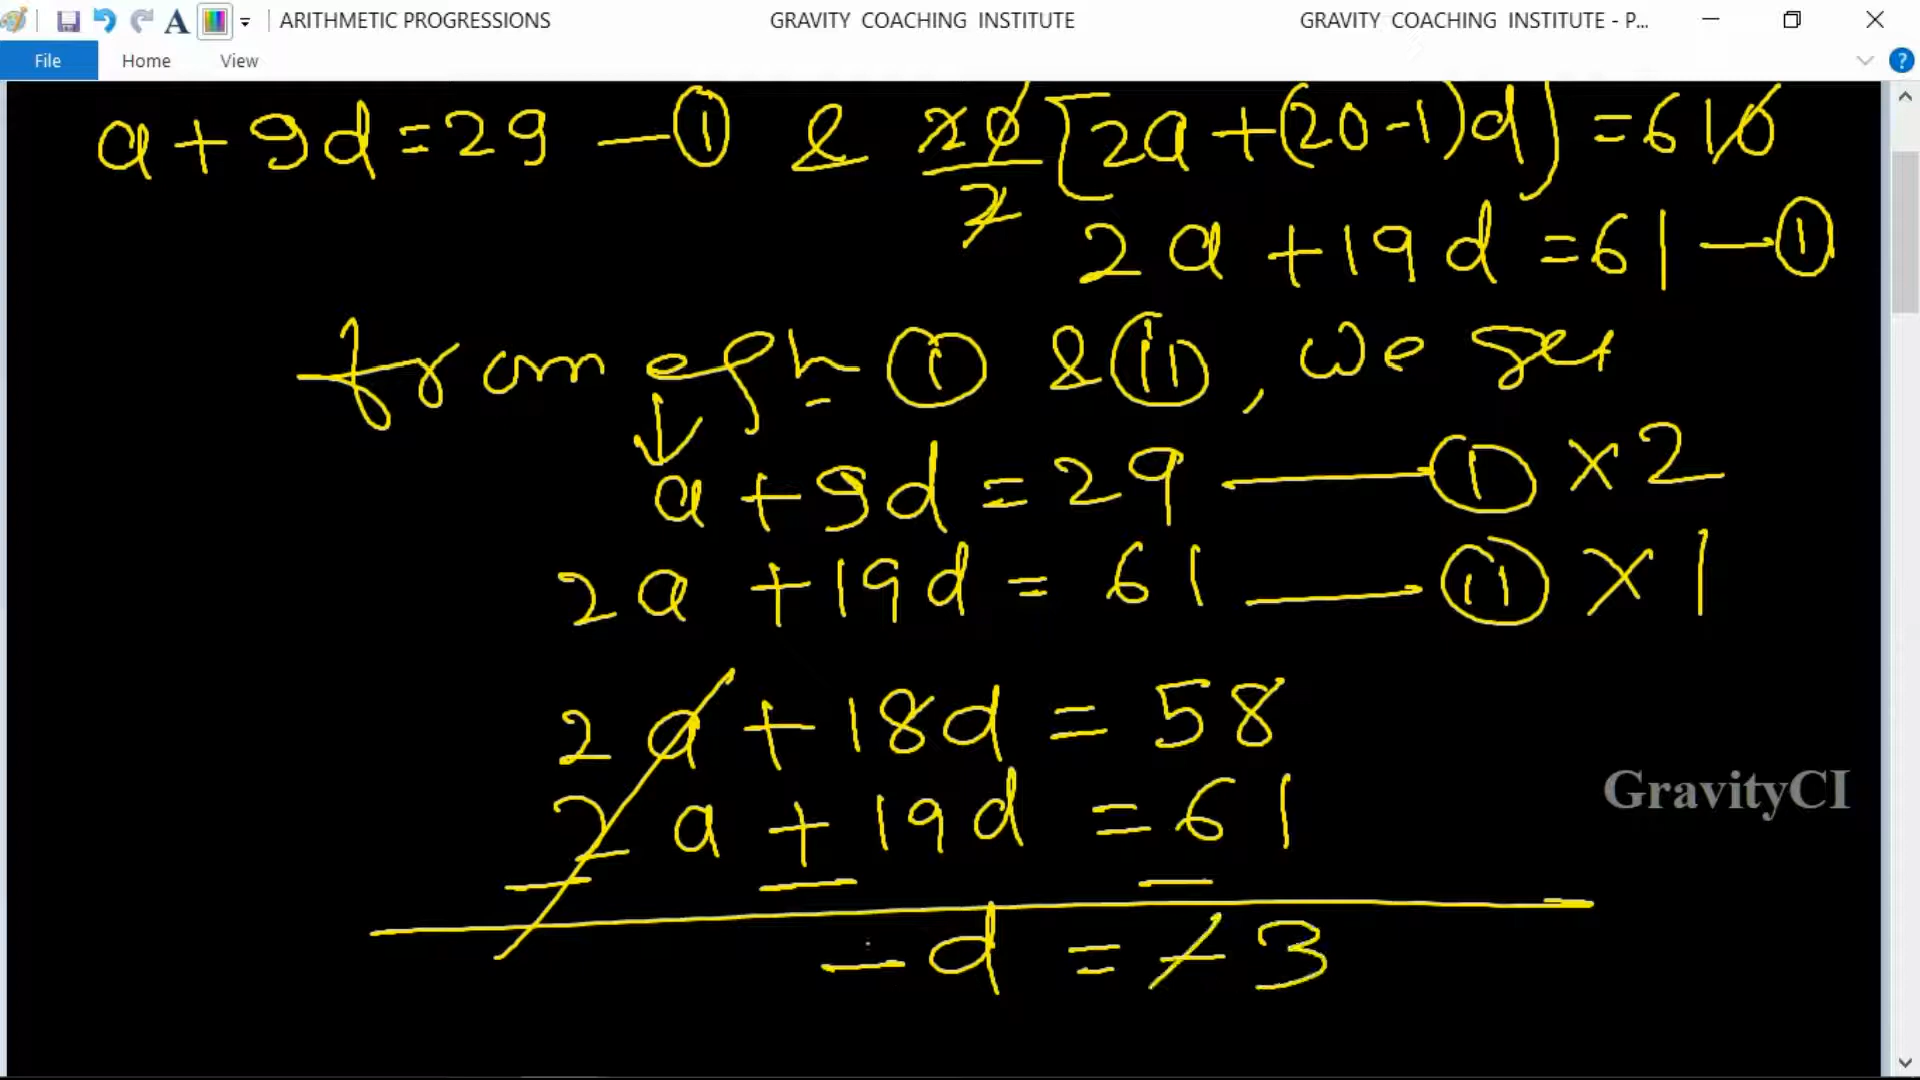 ARITHMETIC PROGRESSIONS GRAVITY COACHING INSTITUTE GRAVITY COACHING INSTITUTE - P...
File Home View
a + 9d = 29 — ① & 20/2 [2a + (20-1)d] = 610
2a + 19d = 61 — ①
from eqn ① & ⑪, we get
a + 9d = 29 — ① × 2
2a + 19d = 61 — ⑪ × 1
2a + 18d = 58
2a + 19d = 61
GravityCI
- d = - 3